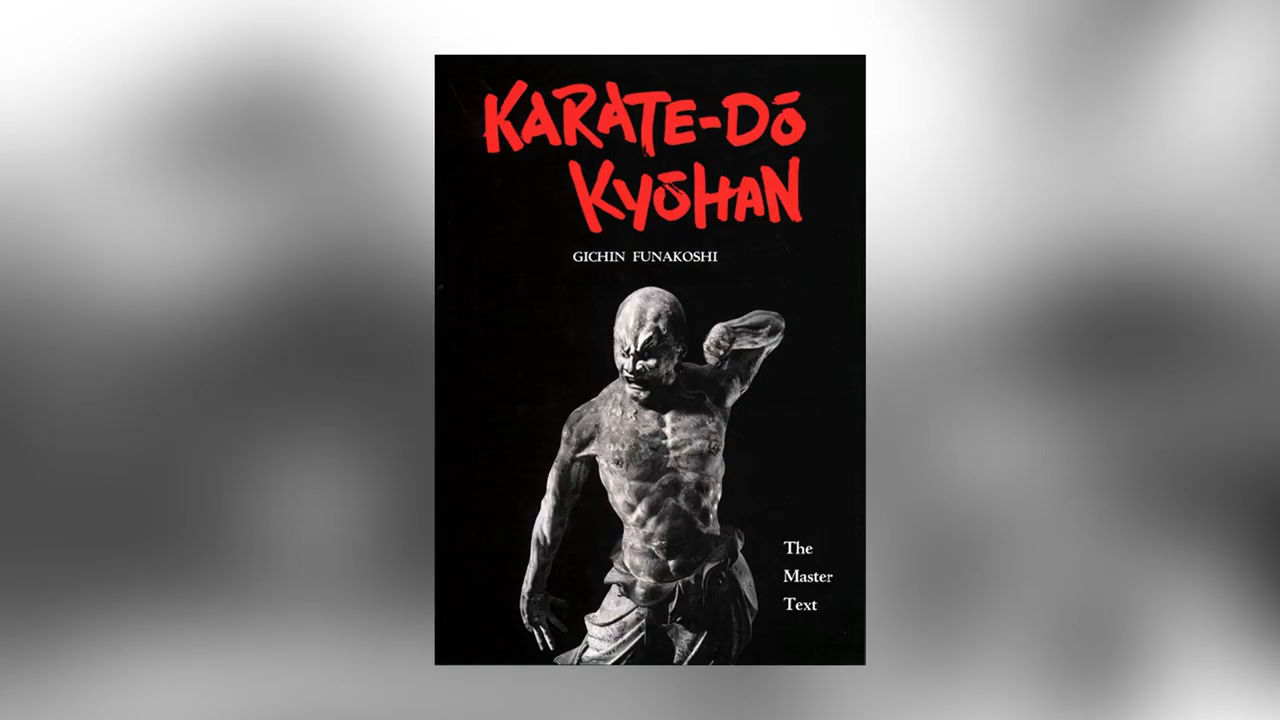 KARATE-DŌ
KYŌHAN
GICHIN FUNAKOSHI
The
Master
Text